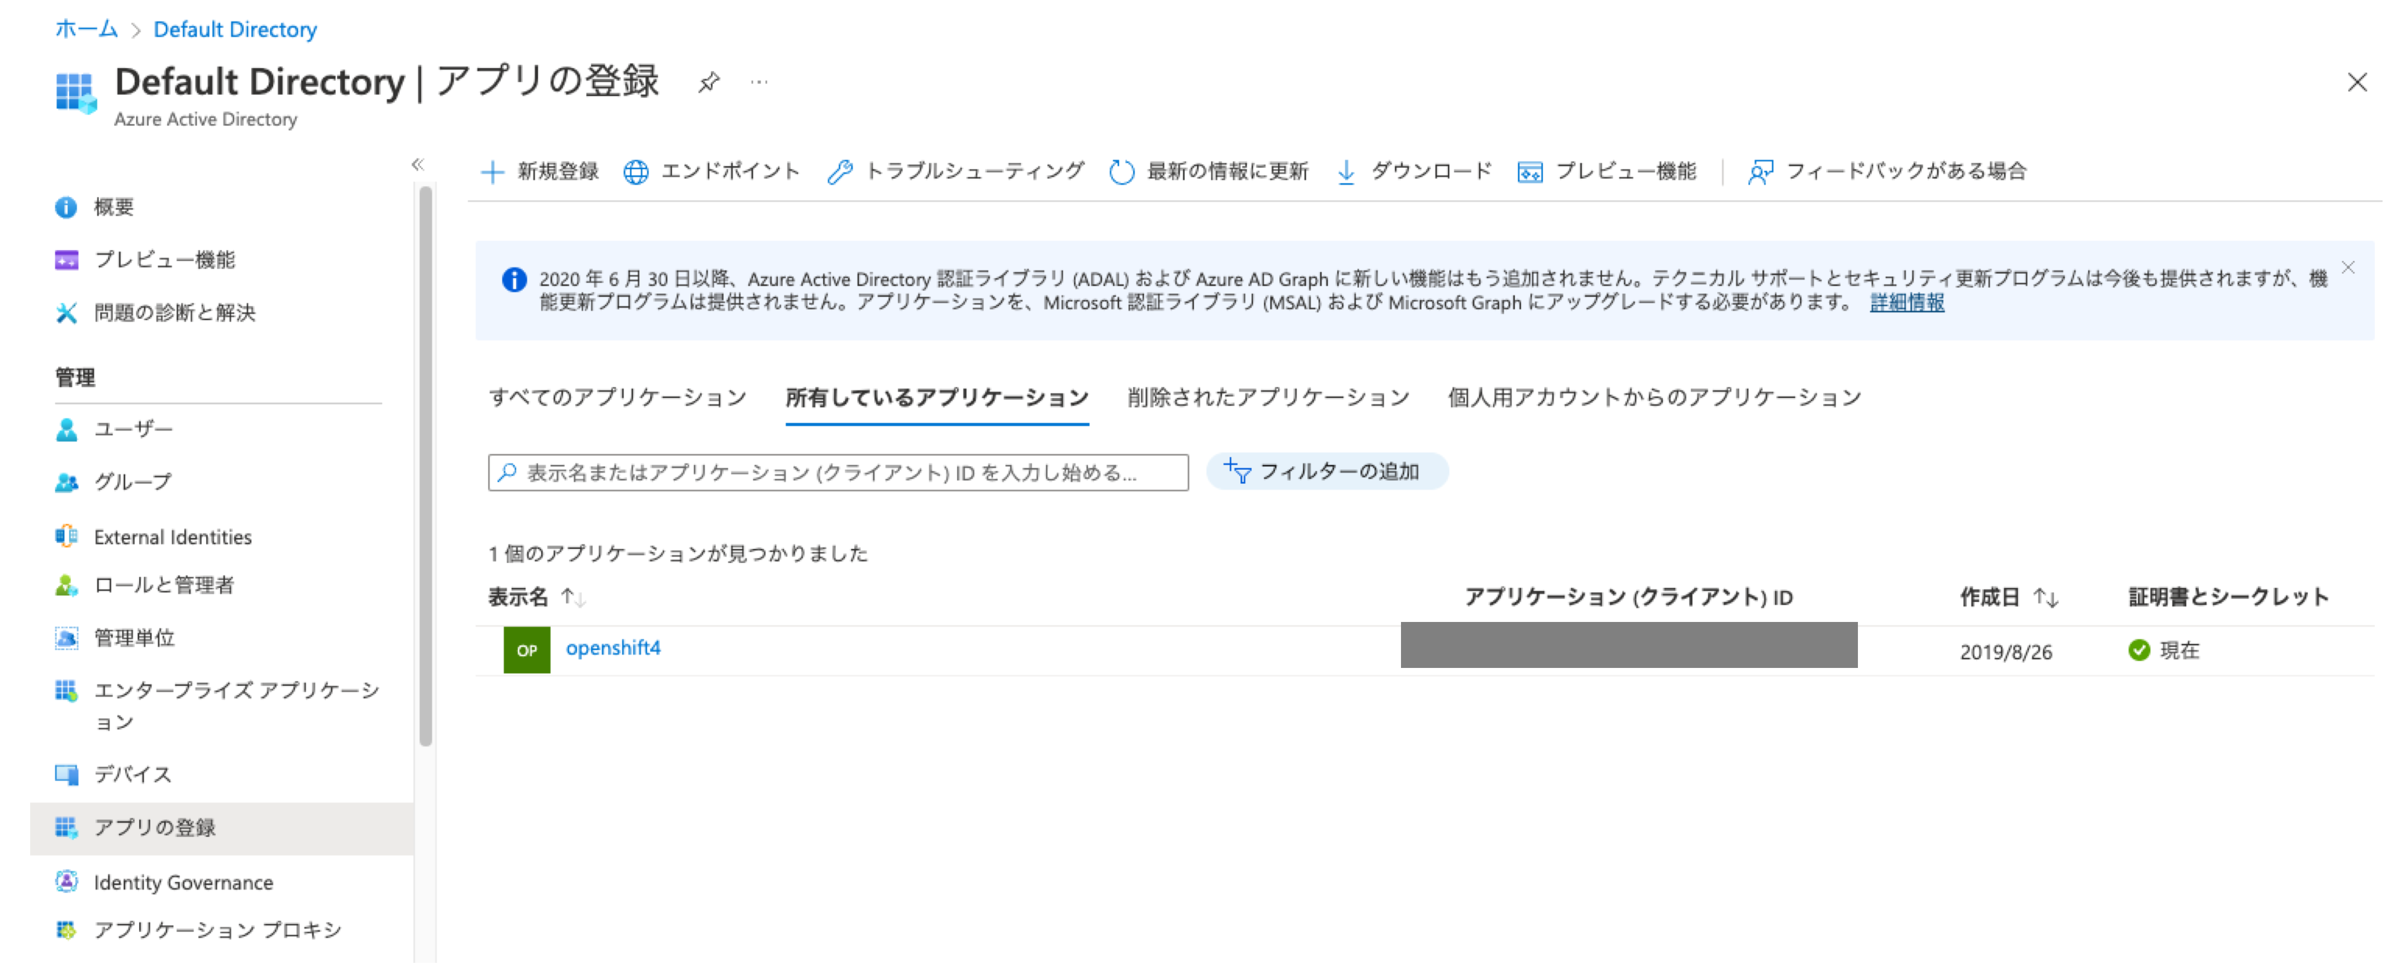 ホーム > Default Directory
Default Directory | アプリの登録 ...
Azure Active Directory
«
概要
プレビュー機能
問題の診断と解決
管理
ユーザー
グループ
External Identities
ロールと管理者
管理単位
エンタープライズ アプリケーシ
ョン
デバイス
アプリの登録
Identity Governance
アプリケーション プロキシ
新規登録 エンドポイント トラブルシューティング 最新の情報に更新 ダウンロード プレビュー機能 フィードバックがある場合
2020 年 6 月 30 日以降、Azure Active Directory 認証ライブラリ (ADAL) および Azure AD Graph に新しい機能はもう追加されません。テクニカル サポートとセキュリティ更新プログラムは今後も提供されますが、機
能更新プログラムは提供されません。アプリケーションを、Microsoft 認証ライブラリ (MSAL) および Microsoft Graph にアップグレードする必要があります。 詳細情報
すべてのアプリケーション 所有しているアプリケーション 削除されたアプリケーション 個人用アカウントからのアプリケーション
表示名またはアプリケーション (クライアント) ID を入力し始める... フィルターの追加
1 個のアプリケーションが見つかりました
表示名 ↑↓ アプリケーション (クライアント) ID 作成日 ↑↓ 証明書とシークレット
OP openshift4 2019/8/26 現在